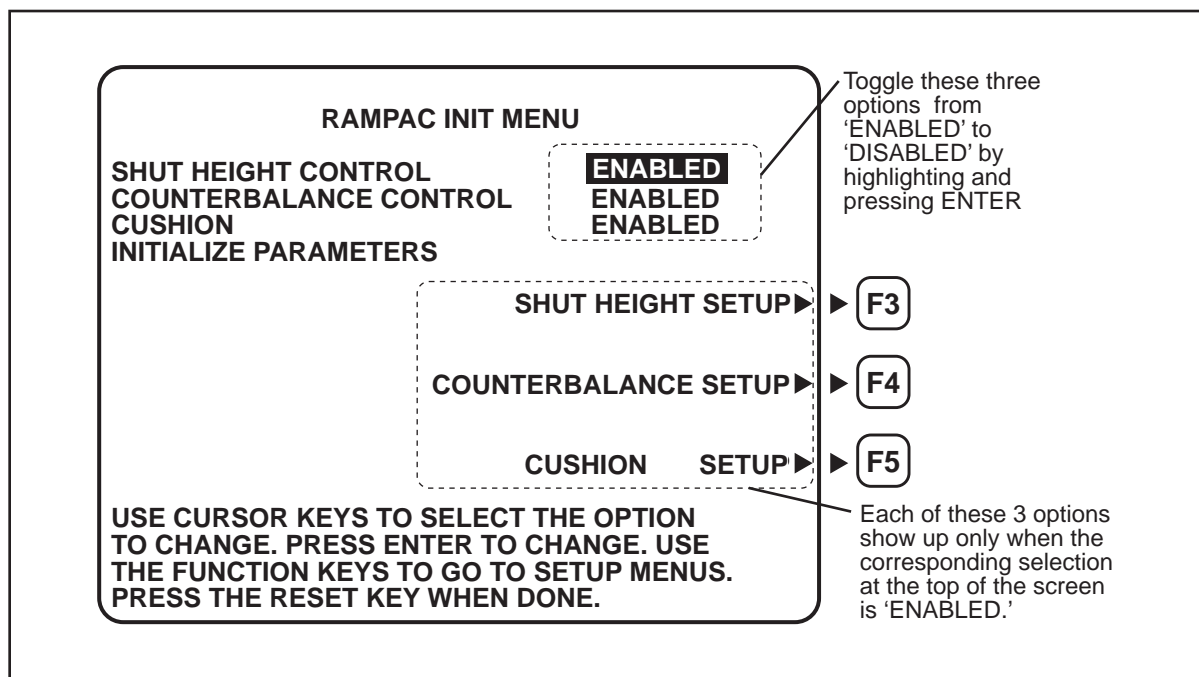 RAMPAC INIT MENU
SHUT HEIGHT CONTROL ENABLED
COUNTERBALANCE CONTROL ENABLED
CUSHION ENABLED
INITIALIZE PARAMETERS
Toggle these three
options from
‘ENABLED’ to
‘DISABLED’ by
highlighting and
pressing ENTER
SHUT HEIGHT SETUP F3
COUNTERBALANCE SETUP F4
CUSHION SETUP F5
USE CURSOR KEYS TO SELECT THE OPTION
TO CHANGE. PRESS ENTER TO CHANGE. USE
THE FUNCTION KEYS TO GO TO SETUP MENUS.
PRESS THE RESET KEY WHEN DONE.
Each of these 3 options
show up only when the
corresponding selection
at the top of the screen
is ‘ENABLED.’